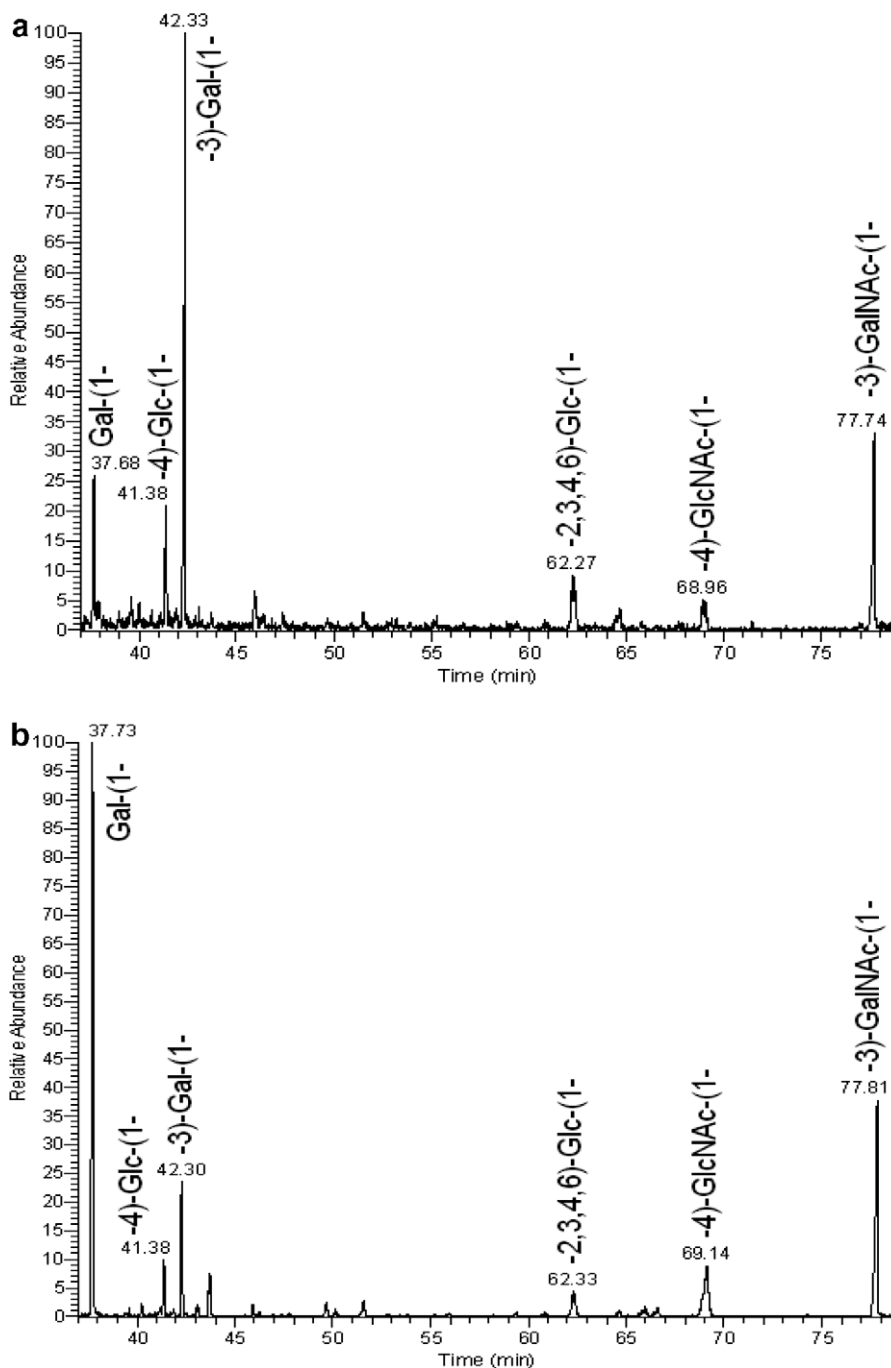 a
42.33
-3)-Gal-(1-
100
95
90
85
80
75
70
65
60
55
50
45
40
35
30
25
20
15
10
5
0
Relative Abundance
Gal-(1-
37.68
-4)-Glc-(1-
41.38
-2,3,4,6)-Glc-(1-
62.27
-4)-GlcNAc-(1-
68.96
-3)-GalNAc-(1-
77.74
40 45 50 55 60 65 70 75
Time (min)
b
37.73
Gal-(1-
100
95
90
85
80
75
70
65
60
55
50
45
40
35
30
25
20
15
10
5
0
Relative Abundance
-4)-Glc-(1-
41.38
-3)-Gal-(1-
42.30
-2,3,4,6)-Glc-(1-
62.33
-4)-GlcNAc-(1-
69.14
-3)-GalNAc-(1-
77.81
40 45 50 55 60 65 70 75
Time (min)